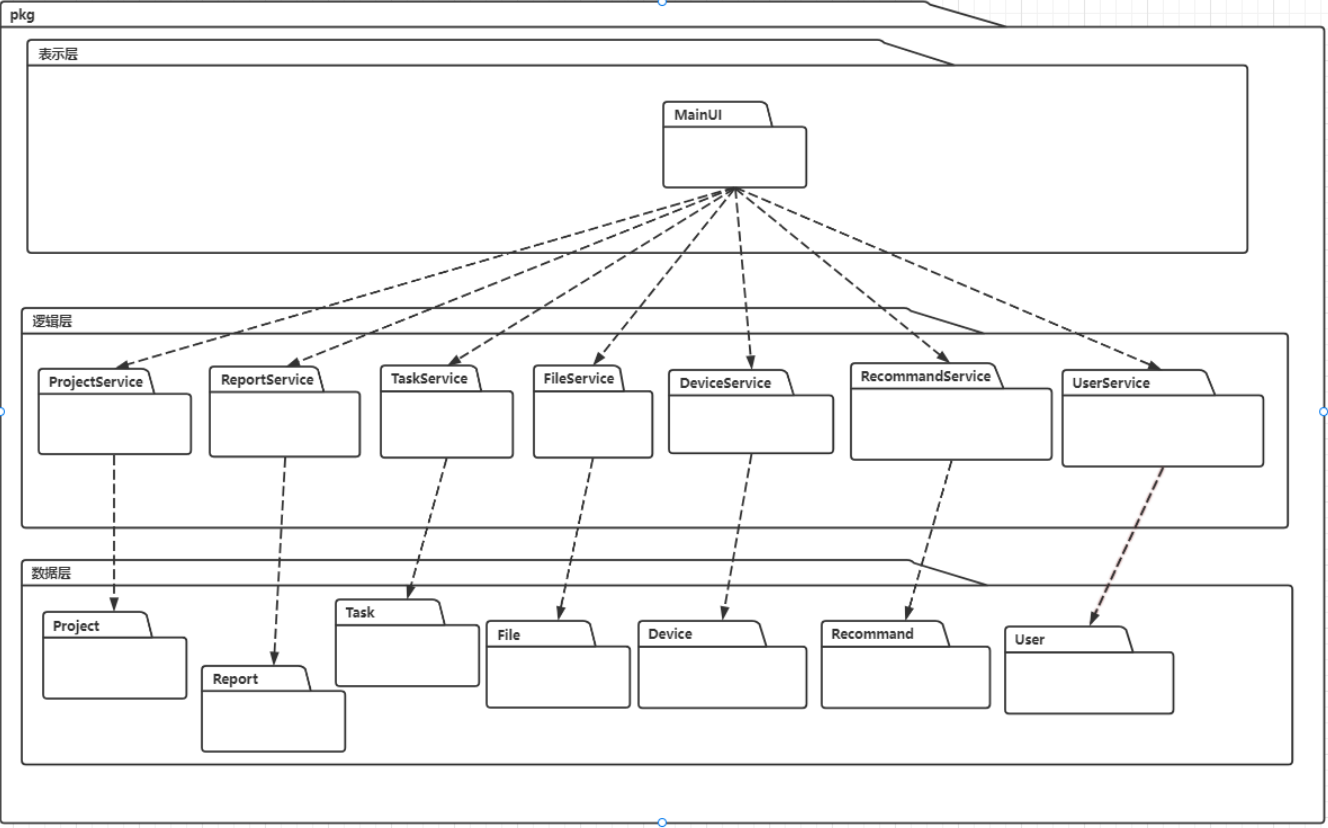 pkg
表示层
MainUI
逻辑层
ProjectService
ReportService
TaskService
FileService
DeviceService
RecommandService
UserService
数据层
Project
Report
Task
File
Device
Recommand
User